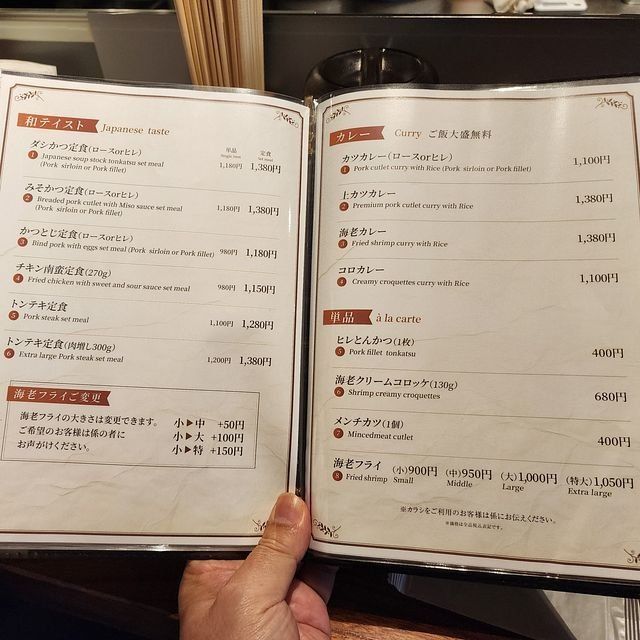 和テイスト Japanese taste
単品 定食
Single item Set meal
ダシかつ定食(ロースorヒレ)
1 Japanese soup stock tonkatsu set meal 1,180円 1,380円
(Pork sirloin or Pork fillet)
みそかつ定食(ロースorヒレ)
2 Breaded pork cutlet with Miso sauce set meal 1,180円 1,380円
(Pork sirloin or Pork fillet)
かつとじ定食(ロースorヒレ)
3 Bind pork with eggs set meal (Pork sirloin or Pork fillet) 980円 1,180円
チキン南蛮定食(270g)
4 Fried chicken with sweet and sour sauce set meal 980円 1,150円
トンテキ定食
5 Pork steak set meal 1,100円 1,280円
トンテキ定食(肉増し300g)
6 Extra large Pork steak set meal 1,200円 1,380円
海老フライご変更
海老フライの大きさは変更できます。
ご希望のお客様は係の者に
お声がけください。
小▶中 +50円
小▶大 +100円
小▶特 +150円
カレー Curry ご飯大盛無料
カツカレー(ロースorヒレ) 1,100円
1 Pork cutlet curry with Rice (Pork sirloin or Pork fillet)
上カツカレー 1,380円
2 Premium pork cutlet curry with Rice
海老カレー 1,380円
3 Fried shrimp curry with Rice
コロカレー 1,100円
4 Creamy croquettes curry with Rice
単品 à la carte
ヒレとんかつ(1枚) 400円
5 Pork fillet tonkatsu
海老クリームコロッケ(130g) 680円
6 Shrimp creamy croquettes
メンチカツ(1個) 400円
7 Mincedmeat cutlet
海老フライ (小)900円 (中)950円 (大)1,000円 (特大)1,050円
8 Fried shrimp Small Middle Large Extra large
※カラシをご利用のお客様は係にお伝えください。
※価格は全品税込表記です。